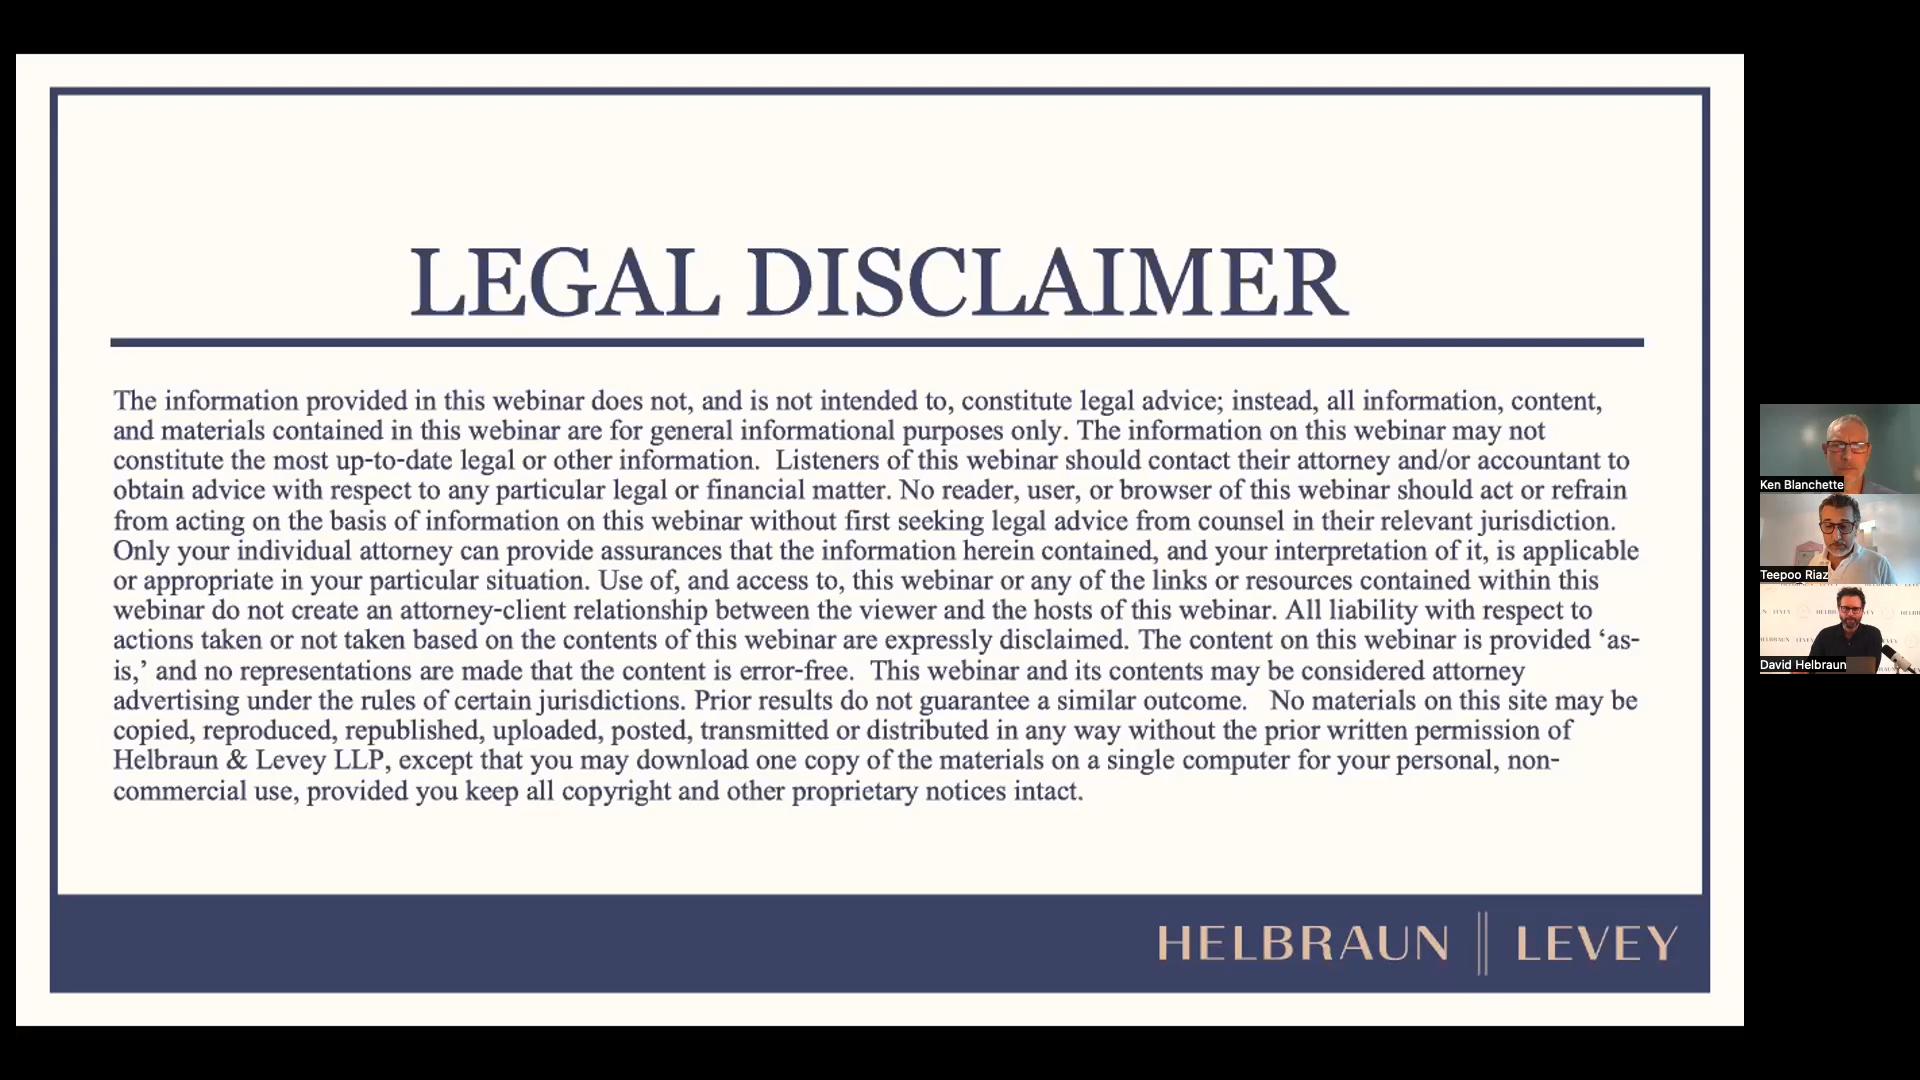 LEGAL DISCLAIMER
The information provided in this webinar does not, and is not intended to, constitute legal advice; instead, all information, content,
and materials contained in this webinar are for general informational purposes only. The information on this webinar may not
constitute the most up-to-date legal or other information.  Listeners of this webinar should contact their attorney and/or accountant to
obtain advice with respect to any particular legal or financial matter. No reader, user, or browser of this webinar should act or refrain
from acting on the basis of information on this webinar without first seeking legal advice from counsel in their relevant jurisdiction.
Only your individual attorney can provide assurances that the information herein contained, and your interpretation of it, is applicable
or appropriate in your particular situation. Use of, and access to, this webinar or any of the links or resources contained within this
webinar do not create an attorney-client relationship between the viewer and the hosts of this webinar. All liability with respect to
actions taken or not taken based on the contents of this webinar are expressly disclaimed. The content on this webinar is provided ‘as-
is,’ and no representations are made that the content is error-free.  This webinar and its contents may be considered attorney
advertising under the rules of certain jurisdictions. Prior results do not guarantee a similar outcome.   No materials on this site may be
copied, reproduced, republished, uploaded, posted, transmitted or distributed in any way without the prior written permission of
Helbraun & Levey LLP, except that you may download one copy of the materials on a single computer for your personal, non-
commercial use, provided you keep all copyright and other proprietary notices intact.
HELBRAUN || LEVEY
Ken Blanchette
Teepoo Riaz
David Helbraun